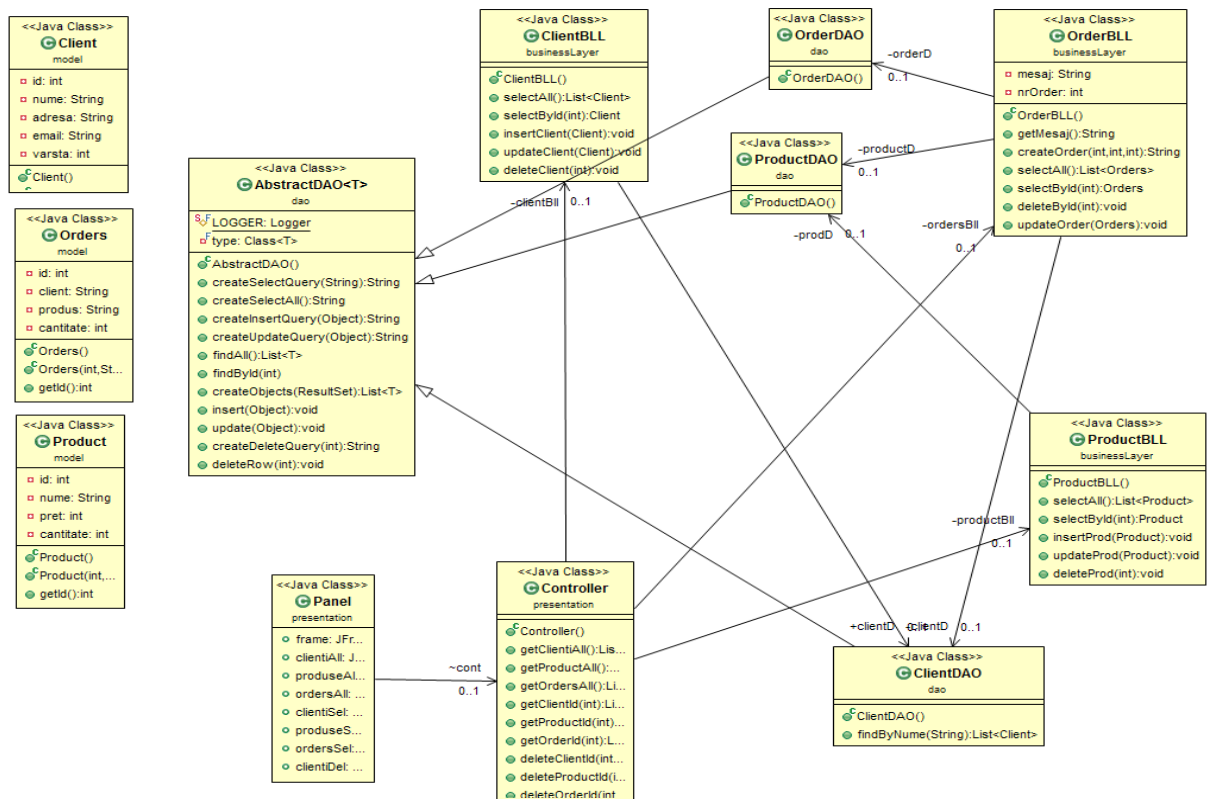 <<Java Class>>
Client
model
id: int
nume: String
adresa: String
email: String
varsta: int
Client()
<<Java Class>>
Orders
model
id: int
client: String
produs: String
cantitate: int
Orders()
Orders(int,St...
getId():int
<<Java Class>>
Product
model
id: int
nume: String
pret: int
cantitate: int
Product()
Product(int,...
getId():int
<<Java Class>>
AbstractDAO<T>
dao
LOGGER: Logger
type: Class<T>
AbstractDAO()
createSelectQuery(String):String
createSelectAll():String
createInsertQuery(Object):String
createUpdateQuery(Object):String
findAll():List<T>
findById(int)
createObjects(ResultSet):List<T>
insert(Object):void
update(Object):void
createDeleteQuery(int):String
deleteRow(int):void
<<Java Class>>
ClientBLL
businessLayer
ClientBLL()
selectAll():List<Client>
selectById(int):Client
insertClient(Client):void
updateClient(Client):void
deleteClient(int):void
-clientBll
0..1
<<Java Class>>
OrderDAO
dao
OrderDAO()
-orderD
0..1
<<Java Class>>
ProductDAO
dao
ProductDAO()
-productD
0..1
-prodD
0..1
<<Java Class>>
OrderBLL
businessLayer
mesaj: String
nrOrder: int
OrderBLL()
getMesaj():String
createOrder(int,int,int):String
selectAll():List<Orders>
selectById(int):Orders
deleteById(int):void
updateOrder(Orders):void
-ordersBll
0..1
<<Java Class>>
ProductBLL
businessLayer
ProductBLL()
selectAll():List<Product>
selectById(int):Product
insertProd(Product):void
updateProd(Product):void
deleteProd(int):void
-productBll
0..1
<<Java Class>>
Panel
presentation
frame: JFr...
clientiAll: J...
produseAl...
ordersAll: ...
clientiSel: ...
produseS...
ordersSel:...
clientiDel: ...
~cont
0..1
<<Java Class>>
Controller
presentation
Controller()
getClientiAll():Lis...
getProductAll():...
getOrdersAll():Li...
getClientId(int):Li...
getProductId(int)...
getOrderId(int):L...
deleteClientId(int...
deleteProductId(i...
deleteOrderId(int
+clientD
0..1
-clientD
0..1
<<Java Class>>
ClientDAO
dao
ClientDAO()
findByNume(String):List<Client>